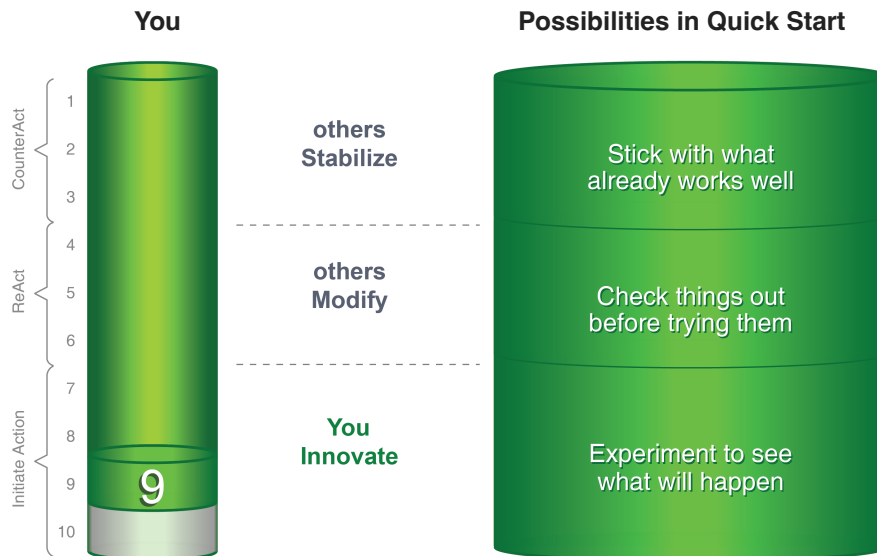 You
Possibilities in Quick Start
CounterAct
1
2
3
others
Stabilize
Stick with what
already works well
ReAct
4
5
6
others
Modify
Check things out
before trying them
Initiate Action
7
8
9
10
9
You
Innovate
Experiment to see
what will happen